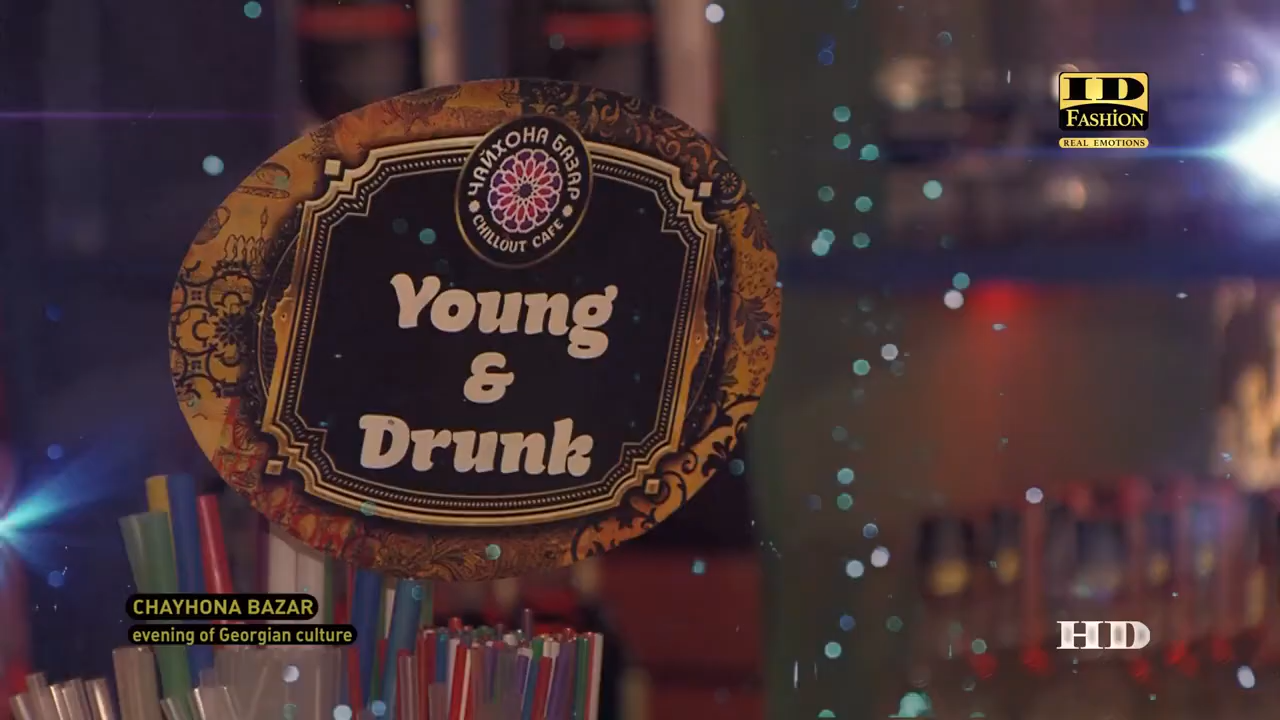 ЧАЙХОНА БАЗАР
CHILLOUT CAFE
Young
&
Drunk
ID
FASHION
REAL EMOTIONS
CHAYHONA BAZAR
evening of Georgian culture
HD